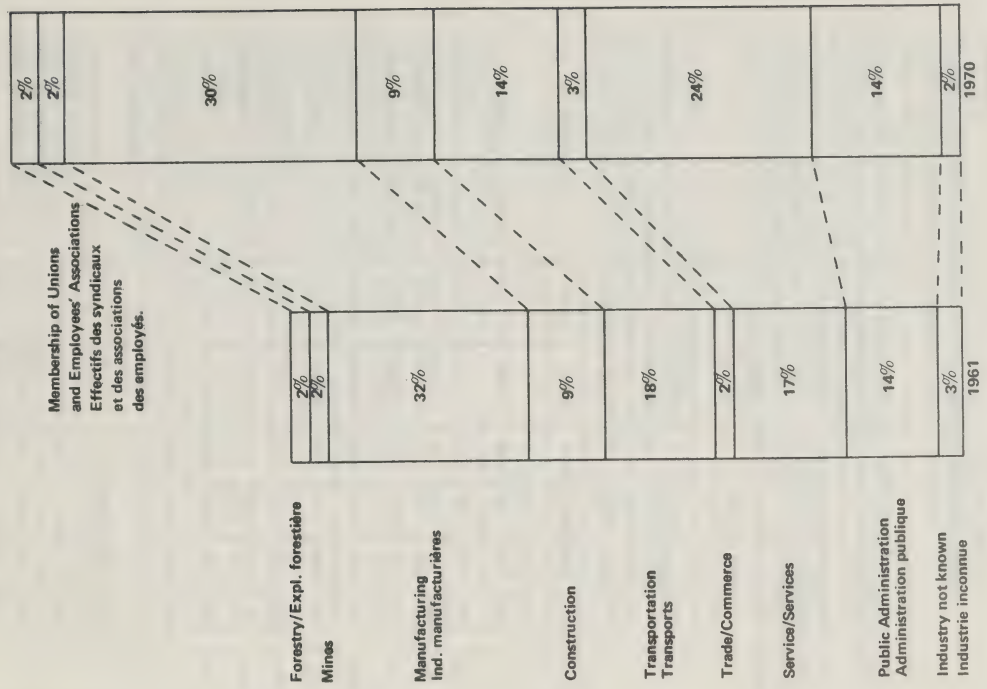 Membership of Unions
and Employees' Associations
Effectifs des syndicaux
et des associations
des employés.
2%
2%
30%
9%
14%
3%
24%
14%
2%
1970
2%
2%
32%
9%
18%
2%
17%
14%
3%
1961
Forestry/Expl. forestière
Mines
Manufacturing
Ind. manufacturières
Construction
Transportation
Transports
Trade/Commerce
Service/Services
Public Administration
Administration publique
Industry not known
Industrie inconnue